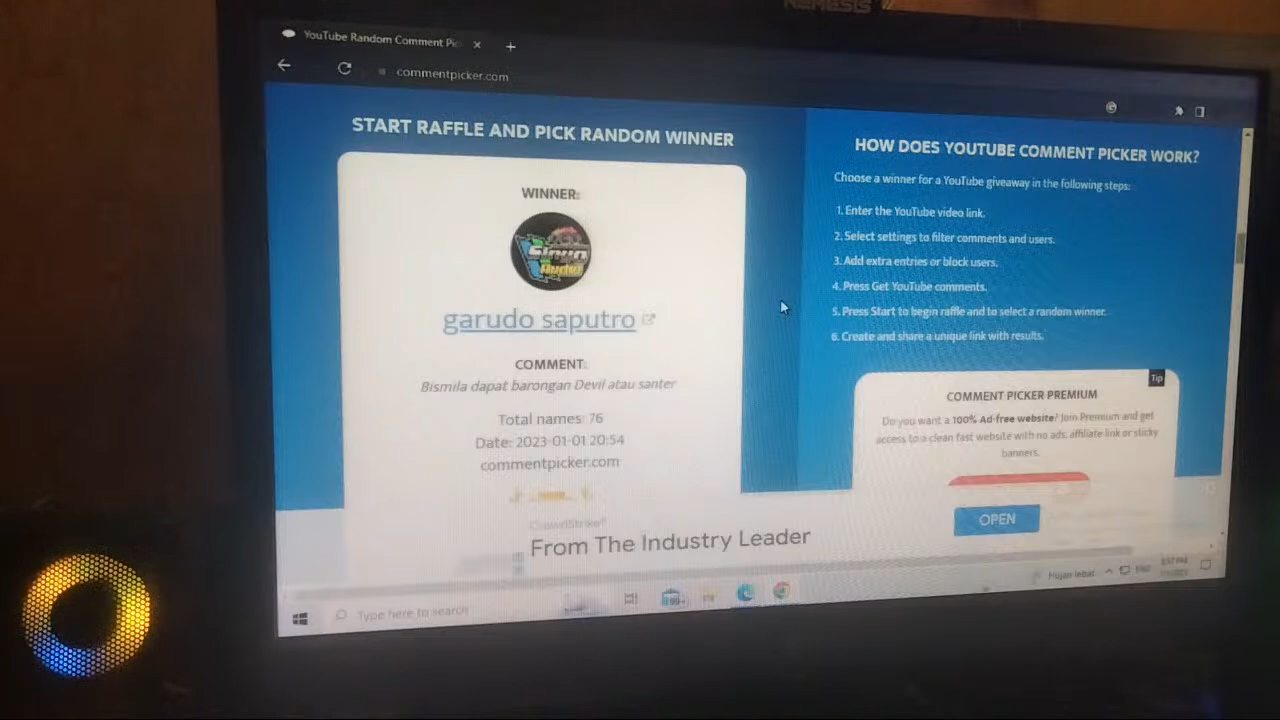 NEMESIS
YouTube Random Comment Pic
commentpicker.com
START RAFFLE AND PICK RANDOM WINNER
WINNER:
garudo saputro
COMMENT:
Bismila dapat barongan Devil atau santer
Total names: 76
Date: 2023-01-01 20:54
commentpicker.com
HOW DOES YOUTUBE COMMENT PICKER WORK?
Choose a winner for a YouTube giveaway in the following steps:
1. Enter the YouTube video link.
2. Select settings to filter comments and users.
3. Add extra entries or block users.
4. Press Get YouTube comments.
5. Press Start to begin raffle and to select a random winner.
6. Create and share a unique link with results.
Tip
COMMENT PICKER PREMIUM
Do you want a 100% Ad-free website? Join Premium and get
access to a clean fast website with no ads, affiliate link or sticky
banners.
CrowdStrike®
From The Industry Leader
OPEN
Type here to search
99+
Hujan lebat
ENG